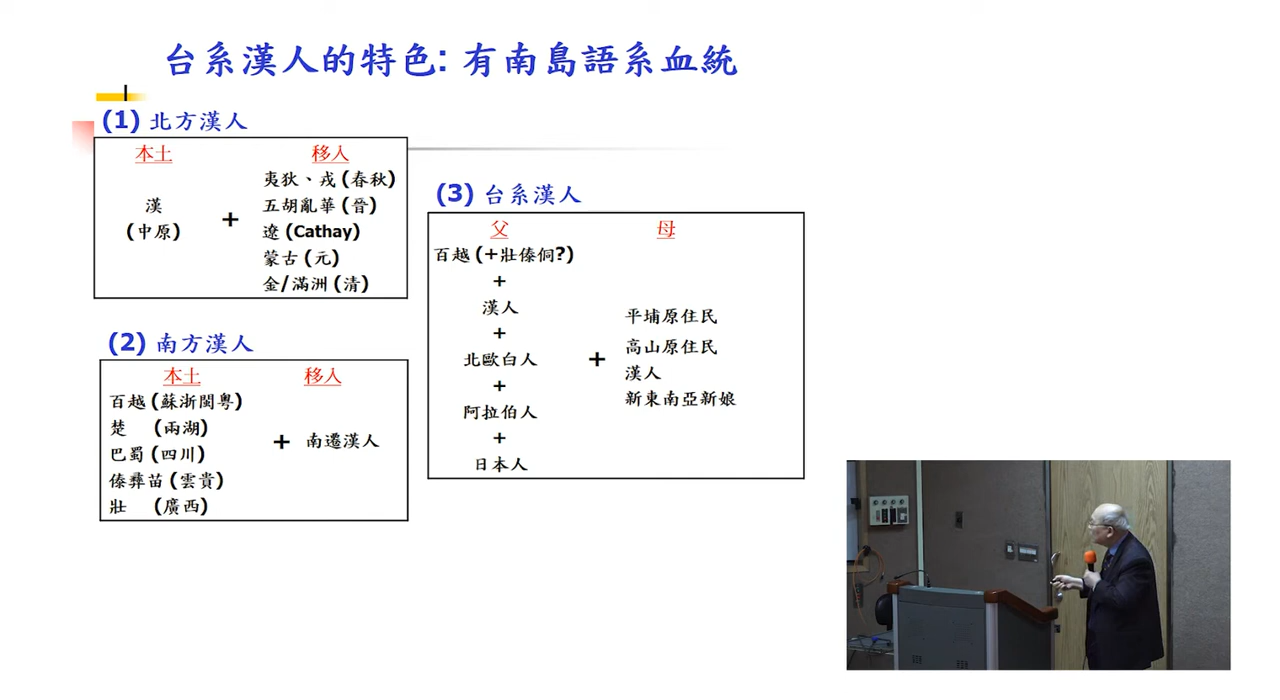 台系漢人的特色: 有南島語系血統
(1) 北方漢人
本土 移入
漢
(中原)
+
夷狄、戎 (春秋)
五胡亂華 (晉)
遼 (Cathay)
蒙古 (元)
金/滿洲 (清)
(2) 南方漢人
本土 移入
百越 (蘇浙閩粵)
楚 (兩湖)
巴蜀 (四川)
傣彝苗 (雲貴)
壯 (廣西)
+ 南遷漢人
(3) 台系漢人
父 母
百越 (+壯傣侗?)
+
漢人
+
北歐白人
+
阿拉伯人
+
日本人
+
平埔原住民
高山原住民
漢人
新東南亞新娘